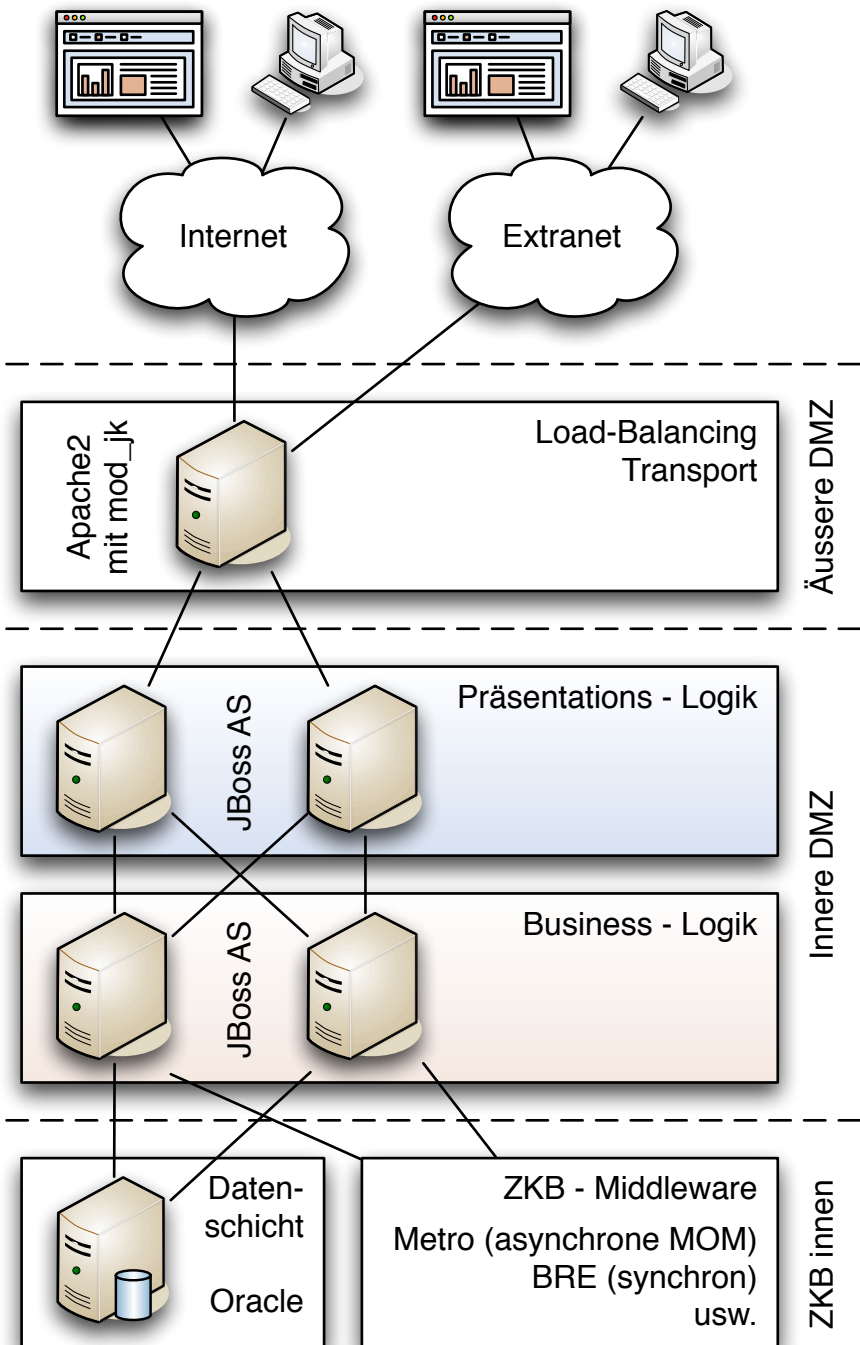 Internet
Extranet
Apache2
mit mod_jk
Load-Balancing
Transport
Äussere DMZ
JBoss AS
Präsentations - Logik
Innere DMZ
JBoss AS
Business - Logik
Daten-
schicht
Oracle
ZKB - Middleware
Metro (asynchrone MOM)
BRE (synchron)
usw.
ZKB innen